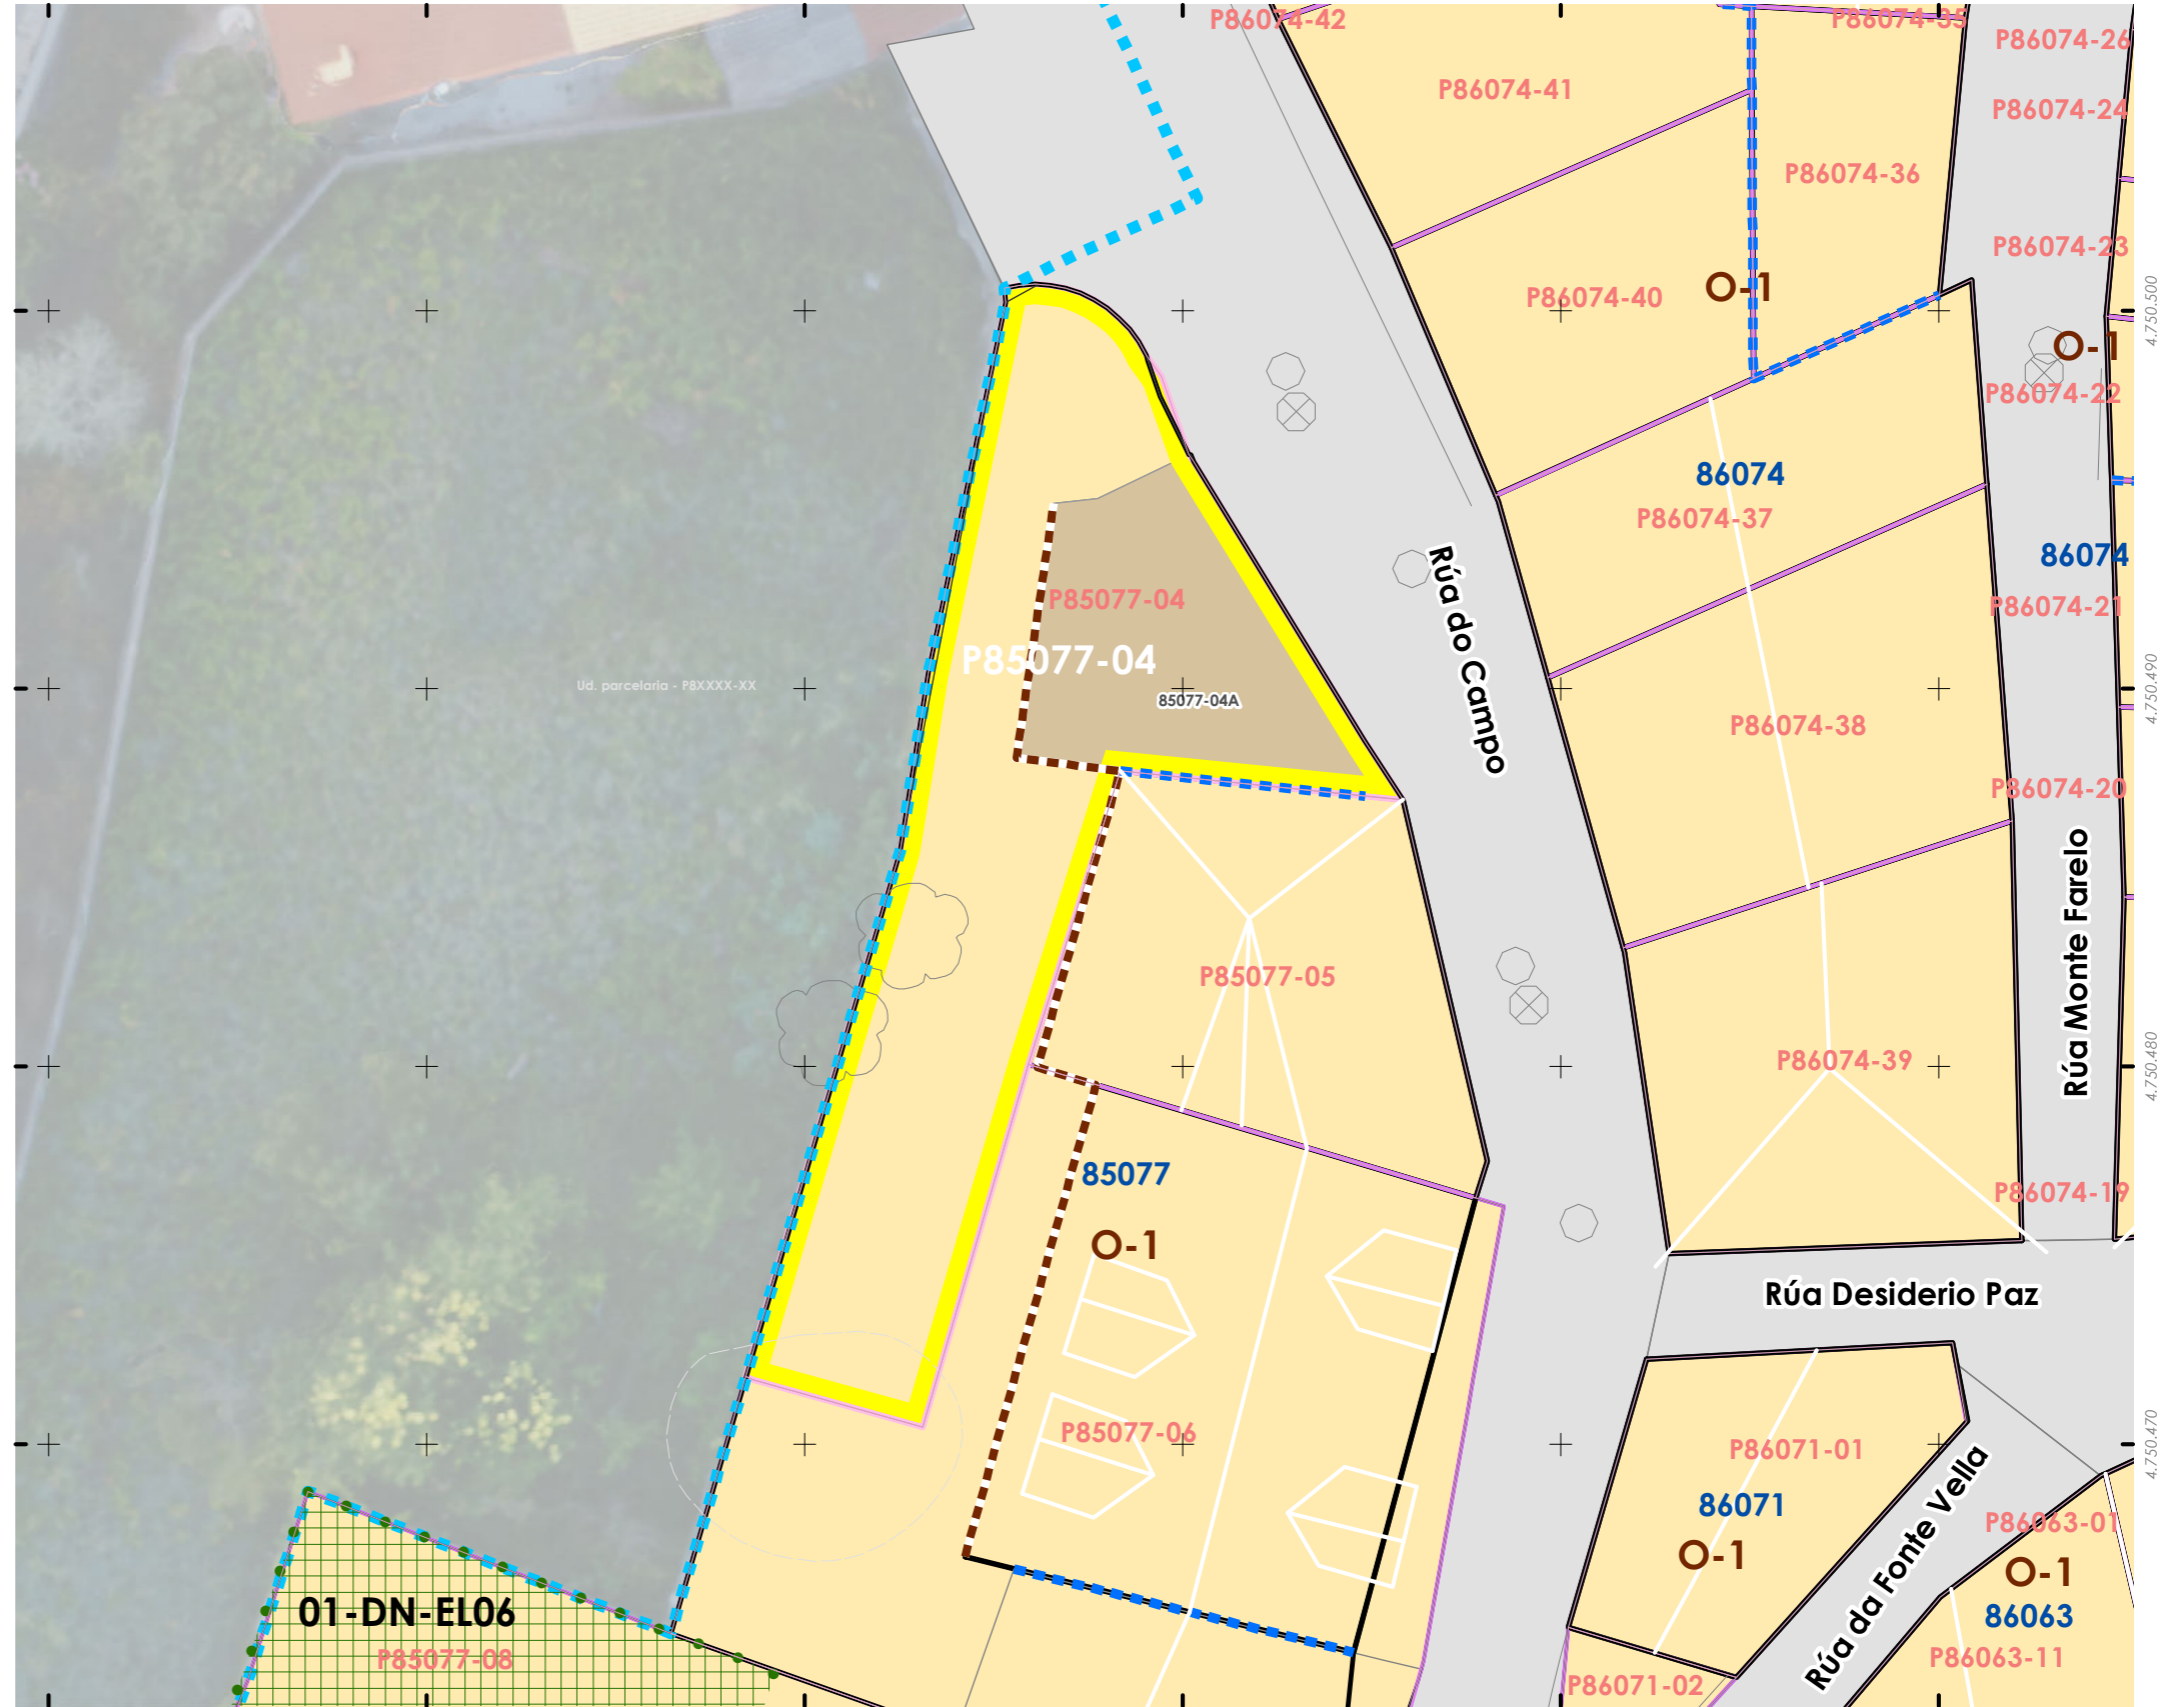 P86074-42
P86074-35
P86074-26
P86074-41
P86074-24
P86074-36
P86074-23
P86074-40
O-1
4.750.500
O-1
P86074-22
86074
P86074-37
86074
P85077-04
P86074-21
Rúa do Campo
P85077-04
Ud. parcelaria - P8XXXX-XX
85077-04A
4.750.490
P86074-38
P86074-20
Rúa Monte Farelo
P85077-05
P86074-39
4.750.480
85077
P86074-19
O-1
Rúa Desiderio Paz
P85077-06
P86071-01
4.750.470
86071
Rúa da Fonte Vella
P86063-01
O-1
O-1
01-DN-EL06
86063
P85077-08
P86063-11
P86071-02